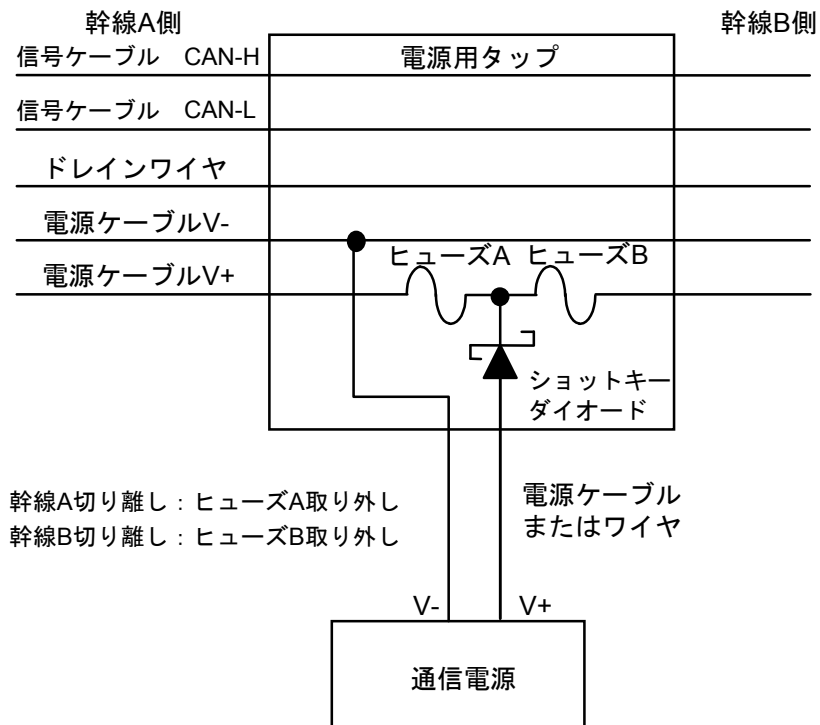 幹線A側
幹線B側
信号ケーブル CAN-H
電源用タップ
信号ケーブル CAN-L
ドレインワイヤ
電源ケーブルV-
ヒューズA ヒューズB
電源ケーブルV+
ショットキー
ダイオード
幹線A切り離し：ヒューズA取り外し
幹線B切り離し：ヒューズB取り外し
電源ケーブル
またはワイヤ
V- V+
通信電源